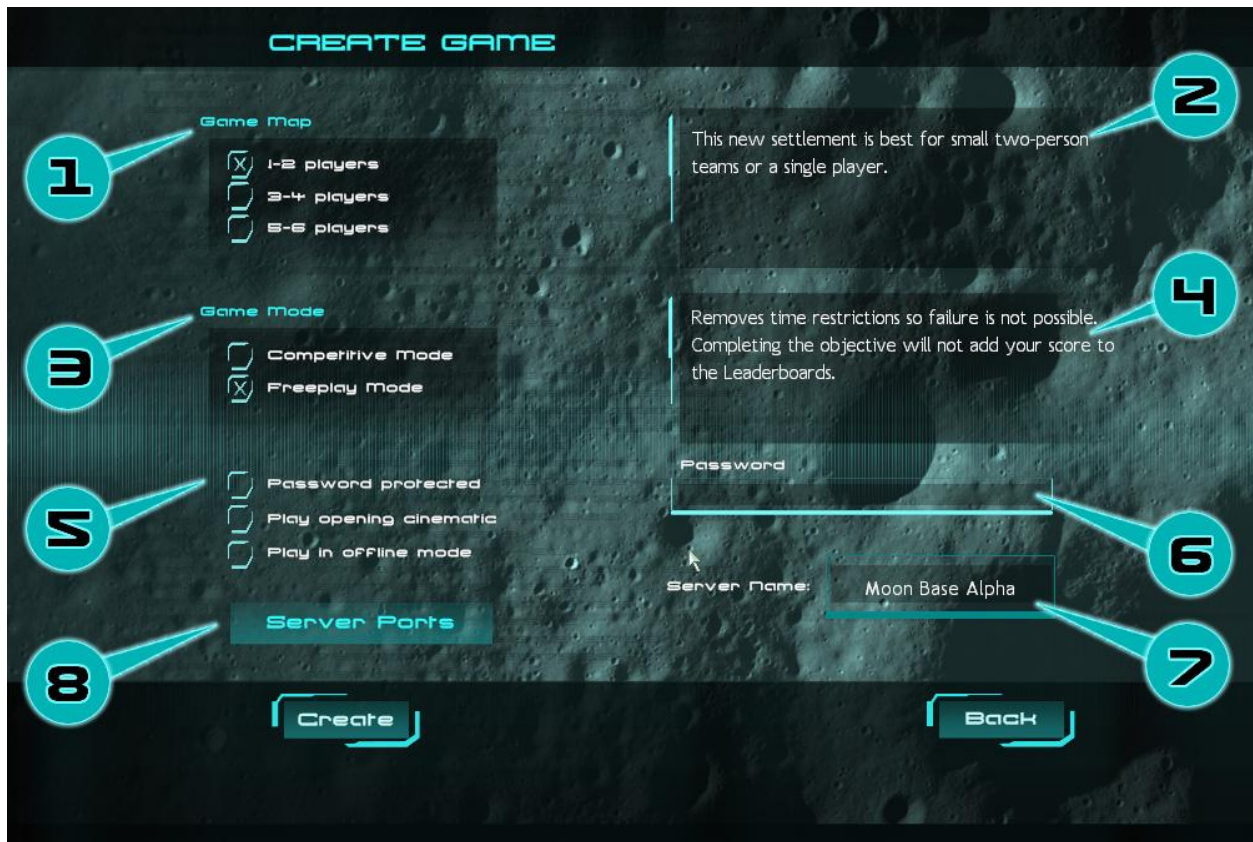 CREATE GAME
1
Game Map
1-2 players
3-4 players
5-6 players
2
This new settlement is best for small two-person
teams or a single player.
3
Game Mode
Competitive Mode
Freeplay Mode
4
Removes time restrictions so failure is not possible.
Completing the objective will not add your score to
the Leaderboards.
5
Password protected
Play opening cinematic
Play in offline mode
Password
6
Server Name:
Moon Base Alpha
7
8
Server Ports
Create
Back